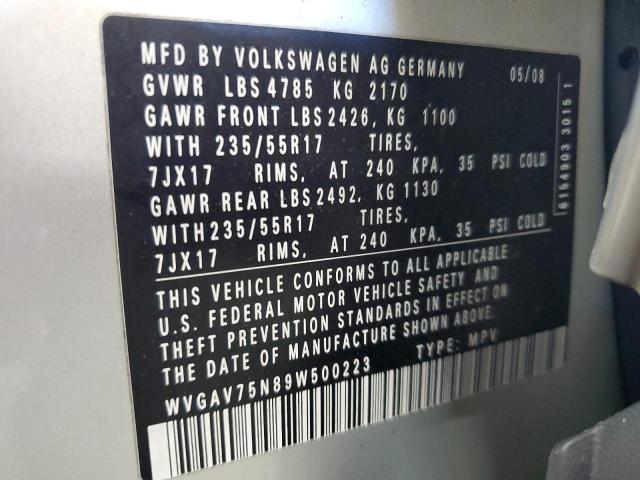 MFD BY VOLKSWAGEN AG GERMANY 05/08
GVWR LBS 4785 KG 2170
GAWR FRONT LBS 2426, KG 1100
WITH 235/55R17 TIRES,
7JX17 RIMS, AT 240 KPA, 35 PSI COLD
GAWR REAR LBS 2492, KG 1130
WITH 235/55R17 TIRES,
7JX17 RIMS, AT 240 KPA, 35 PSI COLD
THIS VEHICLE CONFORMS TO ALL APPLICABLE
U.S. FEDERAL MOTOR VEHICLE SAFETY AND
THEFT PREVENTION STANDARDS IN EFFECT ON
THE DATE OF MANUFACTURE SHOWN ABOVE.
WVGAV75N89W500223 TYPE: MPV
6154903 3015 1